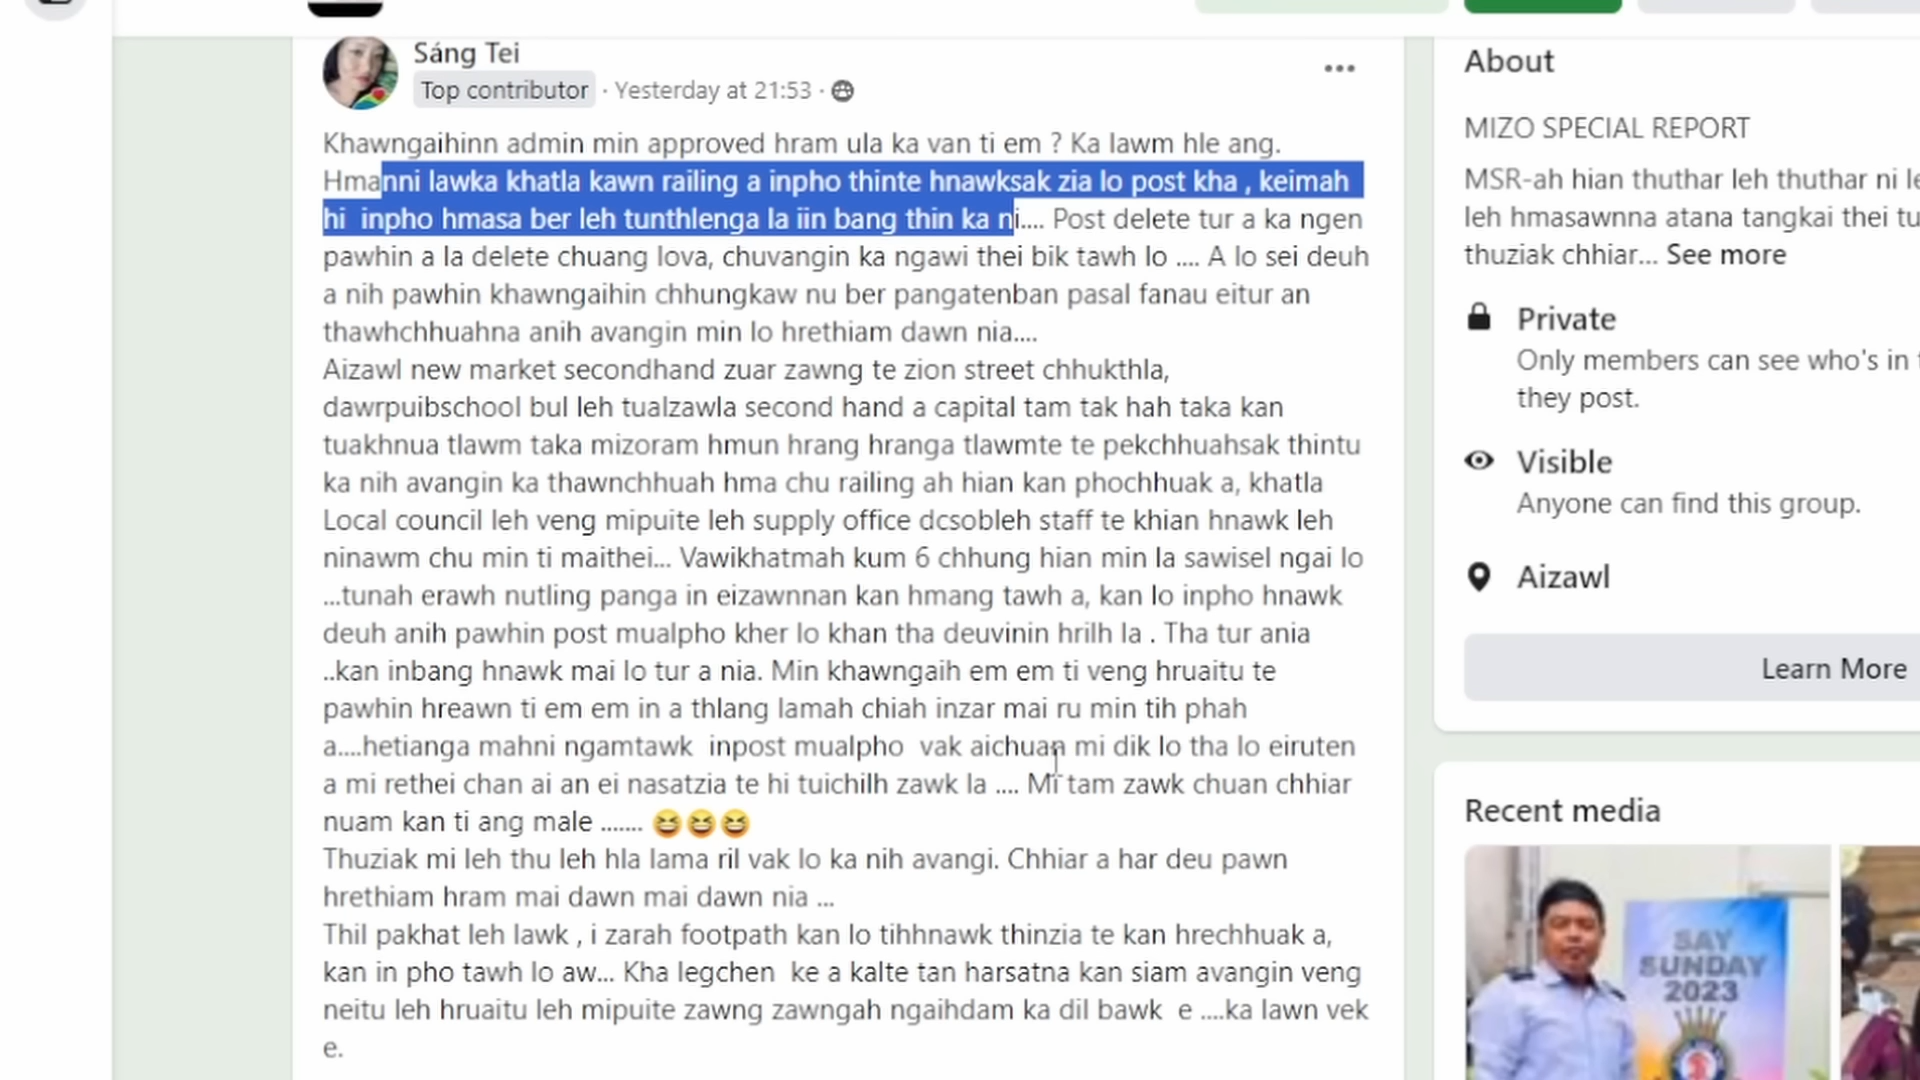 Sáng Tei
Top contributor · Yesterday at 21:53 ·
Khawngaihinn admin min approved hram ula ka van ti em ? Ka lawm hle ang.
Hmanni lawka khatla kawn railing a inpho thinte hnawksak zia lo post kha , keimah
hi inpho hmasa ber leh tunthlenga la iin bang thin ka ni.... Post delete tur a ka ngen
pawhin a la delete chuang lova, chuvangin ka ngawi thei bik tawh lo .... A lo sei deuh
a nih pawhin khawngaihin chhungkaw nu ber pangatenban pasal fanau eitur an
thawhchhuahna anih avangin min lo hrethiam dawn nia....
Aizawl new market secondhand zuar zawng te zion street chhukthla,
dawrpuibschool bul leh tualzawla second hand a capital tam tak hah taka kan
tuakhnua tlawm taka mizoram hmun hrang hranga tlawmte te pekchhuahsak thintu
ka nih avangin ka thawnchhuah hma chu railing ah hian kan phochhuak a, khatla
Local council leh veng mipuite leh supply office dcsobleh staff te khian hnawk leh
ninawm chu min ti maithei... Vawikhatmah kum 6 chhung hian min la sawisel ngai lo
...tunah erawh nutling panga in eizawnnan kan hmang tawh a, kan lo inpho hnawk
deuh anih pawhin post mualpho kher lo khan tha deuvinin hrilh la . Tha tur ania
..kan inbang hnawk mai lo tur a nia. Min khawngaih em em ti veng hruaitu te
pawhin hreawn ti em em in a thlang lamah chiah inzar mai ru min tih phah
a....hetianga mahni ngamtawk inpost mualpho vak aichuan mi dik lo tha lo eiruten
a mi rethei chan ai an ei nasatzia te hi tuichilh zawk la .... Mi tam zawk chuan chhiar
nuam kan ti ang male ....... 😆😆😆
Thuziak mi leh thu leh hla lama ril vak lo ka nih avangi. Chhiar a har deu pawn
hrethiam hram mai dawn mai dawn nia ...
Thil pakhat leh lawk , i zarah footpath kan lo tihhnawk thinzia te kan hrechhuak a,
kan in pho tawh lo aw... Kha legchen ke a kalte tan harsatna kan siam avangin veng
neitu leh hruaitu leh mipuite zawng zawngah ngaihdam ka dil bawk e ....ka lawn vek
e.
About
MIZO SPECIAL REPORT
MSR-ah hian thuthar leh thuthar ni
leh hmasawnna atana tangkai thei
thuziak chhiar... See more
Private
Only members can see who's in
they post.
Visible
Anyone can find this group.
Aizawl
Learn More
Recent media
SAY
SUNDAY
2023